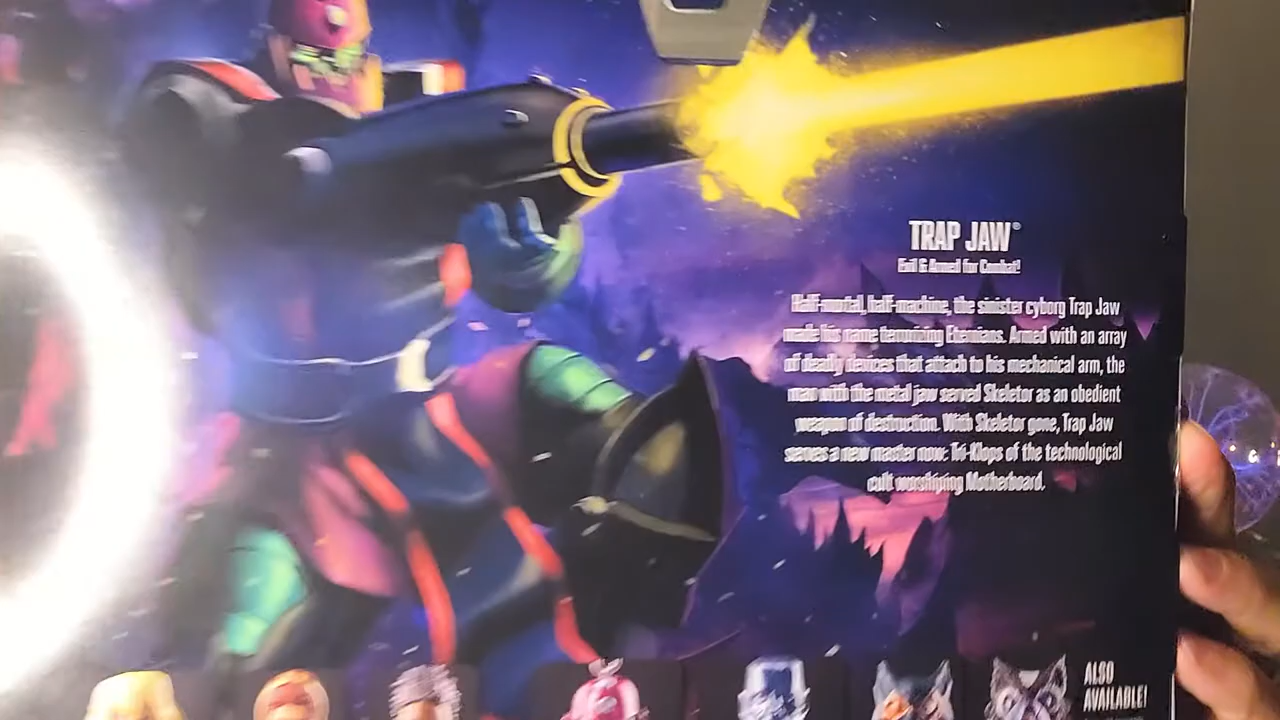 TRAP JAW®
Evil & Armed for Combat!
Half-mortal, half-machine, the sinister cyborg Trap Jaw
made his name terrorizing Eternians. Armed with an array
of deadly devices that attach to his mechanical arm, the
man with the metal jaw served Skeletor as an obedient
weapon of destruction. With Skeletor gone, Trap Jaw
serves a new master now: Tri-Klops of the technological
cult worshiping Motherboard.
ALSO
AVAILABLE!